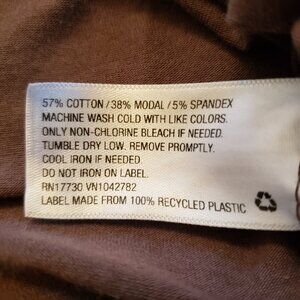 57% COTTON / 38% MODAL / 5% SPANDEX
MACHINE WASH COLD WITH LIKE COLORS.
ONLY NON-CHLORINE BLEACH IF NEEDED.
TUMBLE DRY LOW. REMOVE PROMPTLY.
COOL IRON IF NEEDED.
DO NOT IRON ON LABEL.
RN17730 VN1042782
LABEL MADE FROM 100% RECYCLED PLASTIC